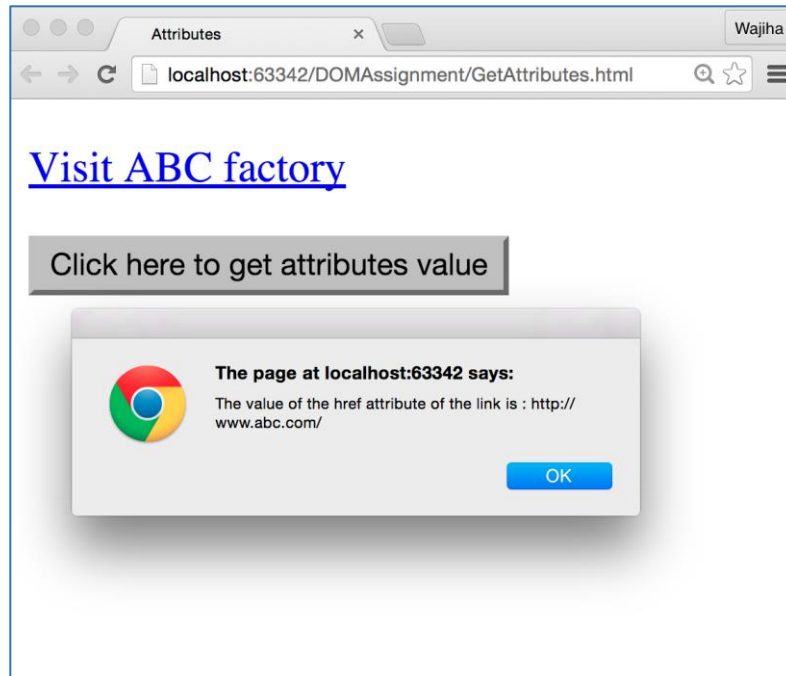 Attributes
Wajiha
localhost:63342/DOMAssignment/GetAttributes.html
Visit ABC factory
Click here to get attributes value
The page at localhost:63342 says:
The value of the href attribute of the link is : http://
www.abc.com/
OK